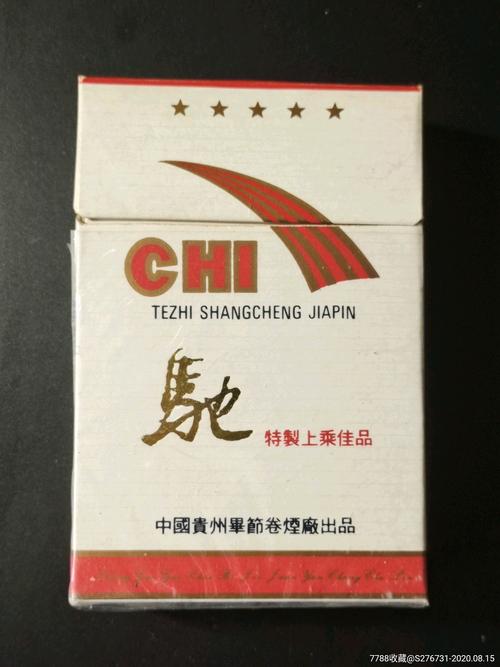 CHI
TEZHI SHANGCHENG JIAPIN
馳
特製上乘佳品
中國貴州畢節卷煙廠出品
7788收藏@S276731-2020.08.15